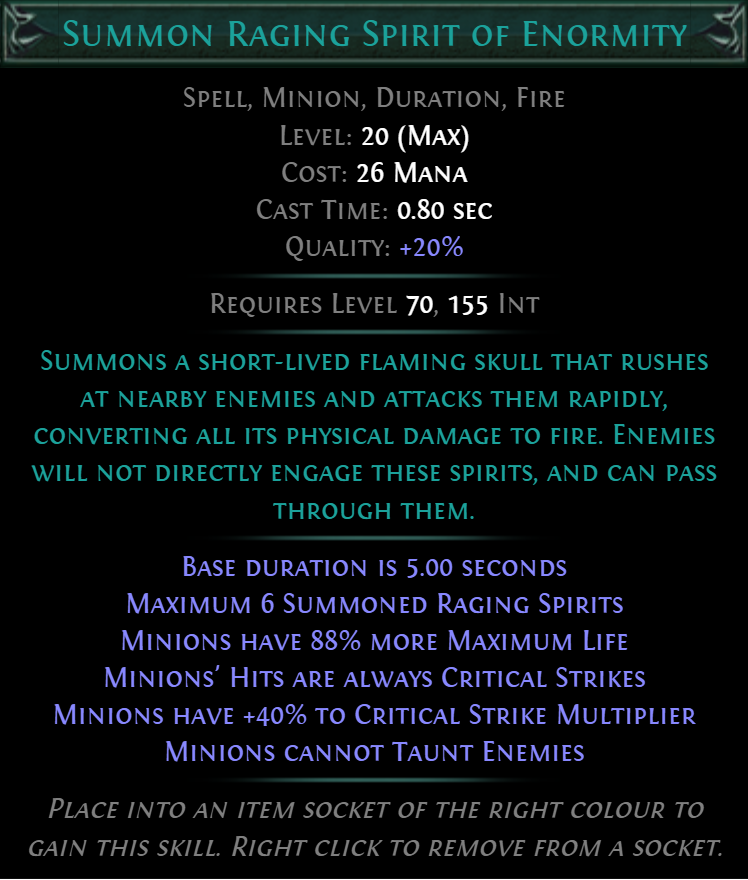 Summon Raging Spirit of Enormity
Spell, Minion, Duration, Fire
Level: 20 (Max)
Cost: 26 Mana
Cast Time: 0.80 sec
Quality: +20%
Requires Level 70, 155 Int
Summons a short-lived flaming skull that rushes
at nearby enemies and attacks them rapidly,
converting all its physical damage to fire. Enemies
will not directly engage these spirits, and can pass
through them.
Base duration is 5.00 seconds
Maximum 6 Summoned Raging Spirits
Minions have 88% more Maximum Life
Minions' Hits are always Critical Strikes
Minions have +40% to Critical Strike Multiplier
Minions cannot Taunt Enemies
Place into an item socket of the right colour to
gain this skill. Right click to remove from a socket.